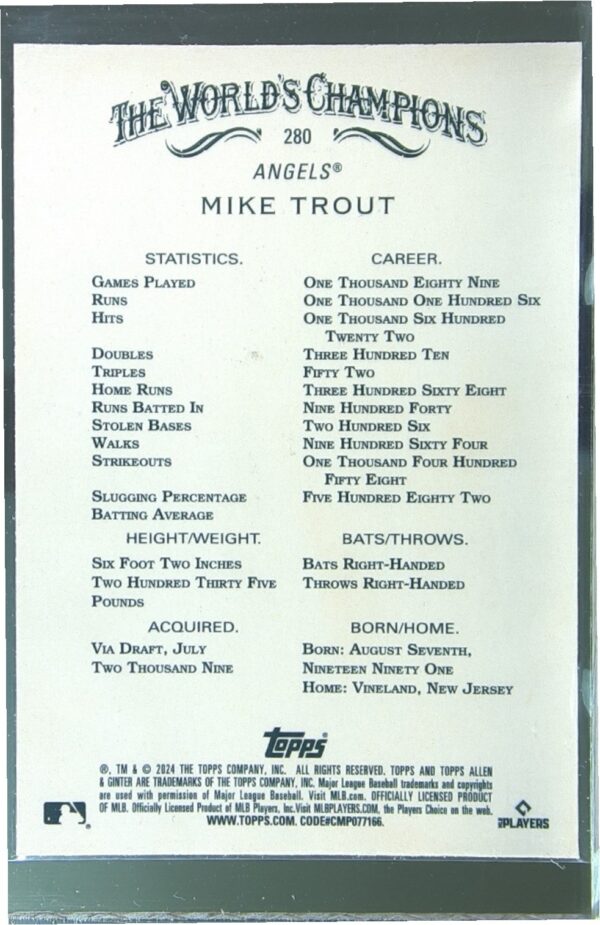 THE WORLD'S CHAMPIONS
280
ANGELS®
MIKE TROUT
STATISTICS. CAREER.
GAMES PLAYED ONE THOUSAND EIGHTY NINE
RUNS ONE THOUSAND ONE HUNDRED SIX
HITS ONE THOUSAND SIX HUNDRED
TWENTY TWO
DOUBLES THREE HUNDRED TEN
TRIPLES FIFTY TWO
HOME RUNS THREE HUNDRED SIXTY EIGHT
RUNS BATTED IN NINE HUNDRED FORTY
STOLEN BASES TWO HUNDRED SIX
WALKS NINE HUNDRED SIXTY FOUR
STRIKEOUTS ONE THOUSAND FOUR HUNDRED
FIFTY EIGHT
SLUGGING PERCENTAGE FIVE HUNDRED EIGHTY TWO
BATTING AVERAGE
HEIGHT/WEIGHT. BATS/THROWS.
SIX FOOT TWO INCHES BATS RIGHT-HANDED
TWO HUNDRED THIRTY FIVE THROWS RIGHT-HANDED
POUNDS
ACQUIRED. BORN/HOME.
VIA DRAFT, JULY BORN: AUGUST SEVENTH,
TWO THOUSAND NINE NINETEEN NINETY ONE
HOME: VINELAND, NEW JERSEY
Topps®
®, TM & © 2024 THE TOPPS COMPANY, INC. ALL RIGHTS RESERVED. TOPPS AND TOPPS ALLEN
& GINTER ARE TRADEMARKS OF THE TOPPS COMPANY, INC. Major League Baseball trademarks and copyrights
are used with permission of Major League Baseball. Visit MLB.com. OFFICIALLY LICENSED PRODUCT
OF MLB. Officially Licensed Product of MLB Players, Inc. Visit MLBPLAYERS.COM, the Players Choice on the web.
WWW.TOPPS.COM. CODE#CMP077166.
PLAYERS